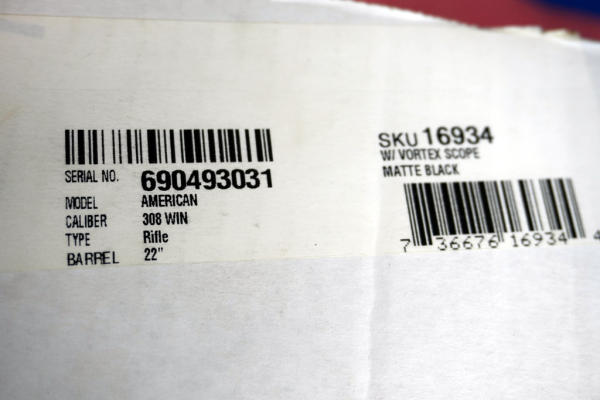 SERIAL NO. 690493031
MODEL AMERICAN
CALIBER 308 WIN
TYPE Rifle
BARREL 22"
SKU 16934
W/ VORTEX SCOPE
MATTE BLACK
7 36676 16934 4